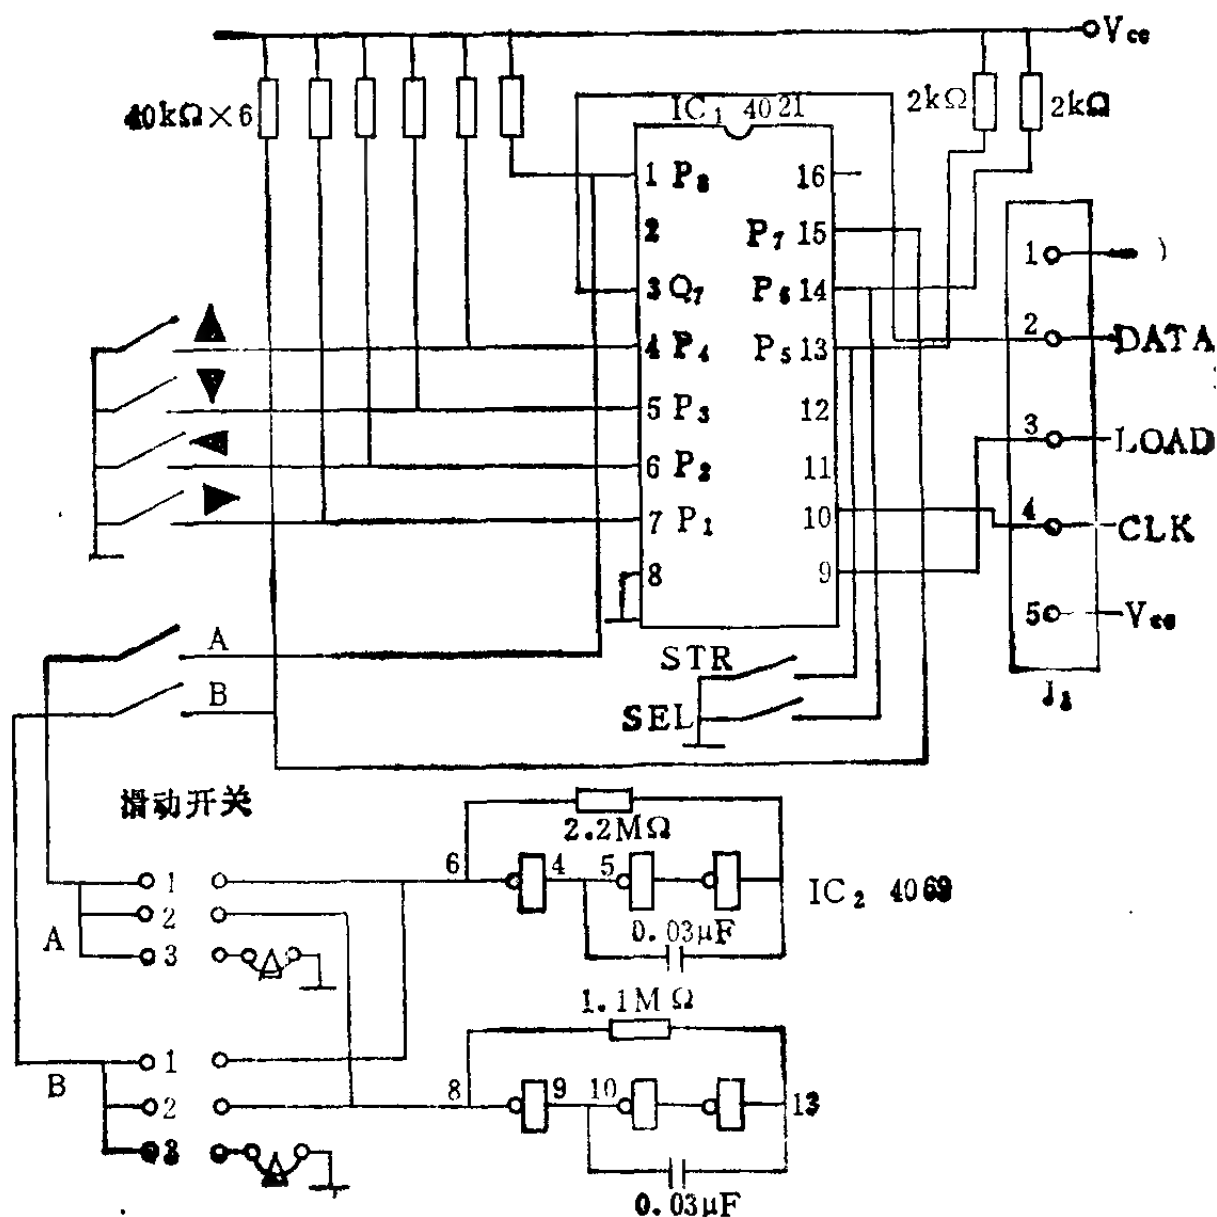 Vcc
40kΩ×6
IC₁ 4021
2kΩ
2kΩ
1 P₈
16
2
P₇ 15
3 Q₇
P₆ 14
4 P₄
P₅ 13
5 P₃
12
6 P₂
11
7 P₁
10
8
9
1
2
DATA
3
LOAD
4
CLK
5
Vcc
A
B
STR
SEL
滑动开关
2.2MΩ
6
4
5
IC₂ 4069
0.03μF
A
1
2
3
1.1MΩ
B
1
2
3
8
9
10
13
0.03μF